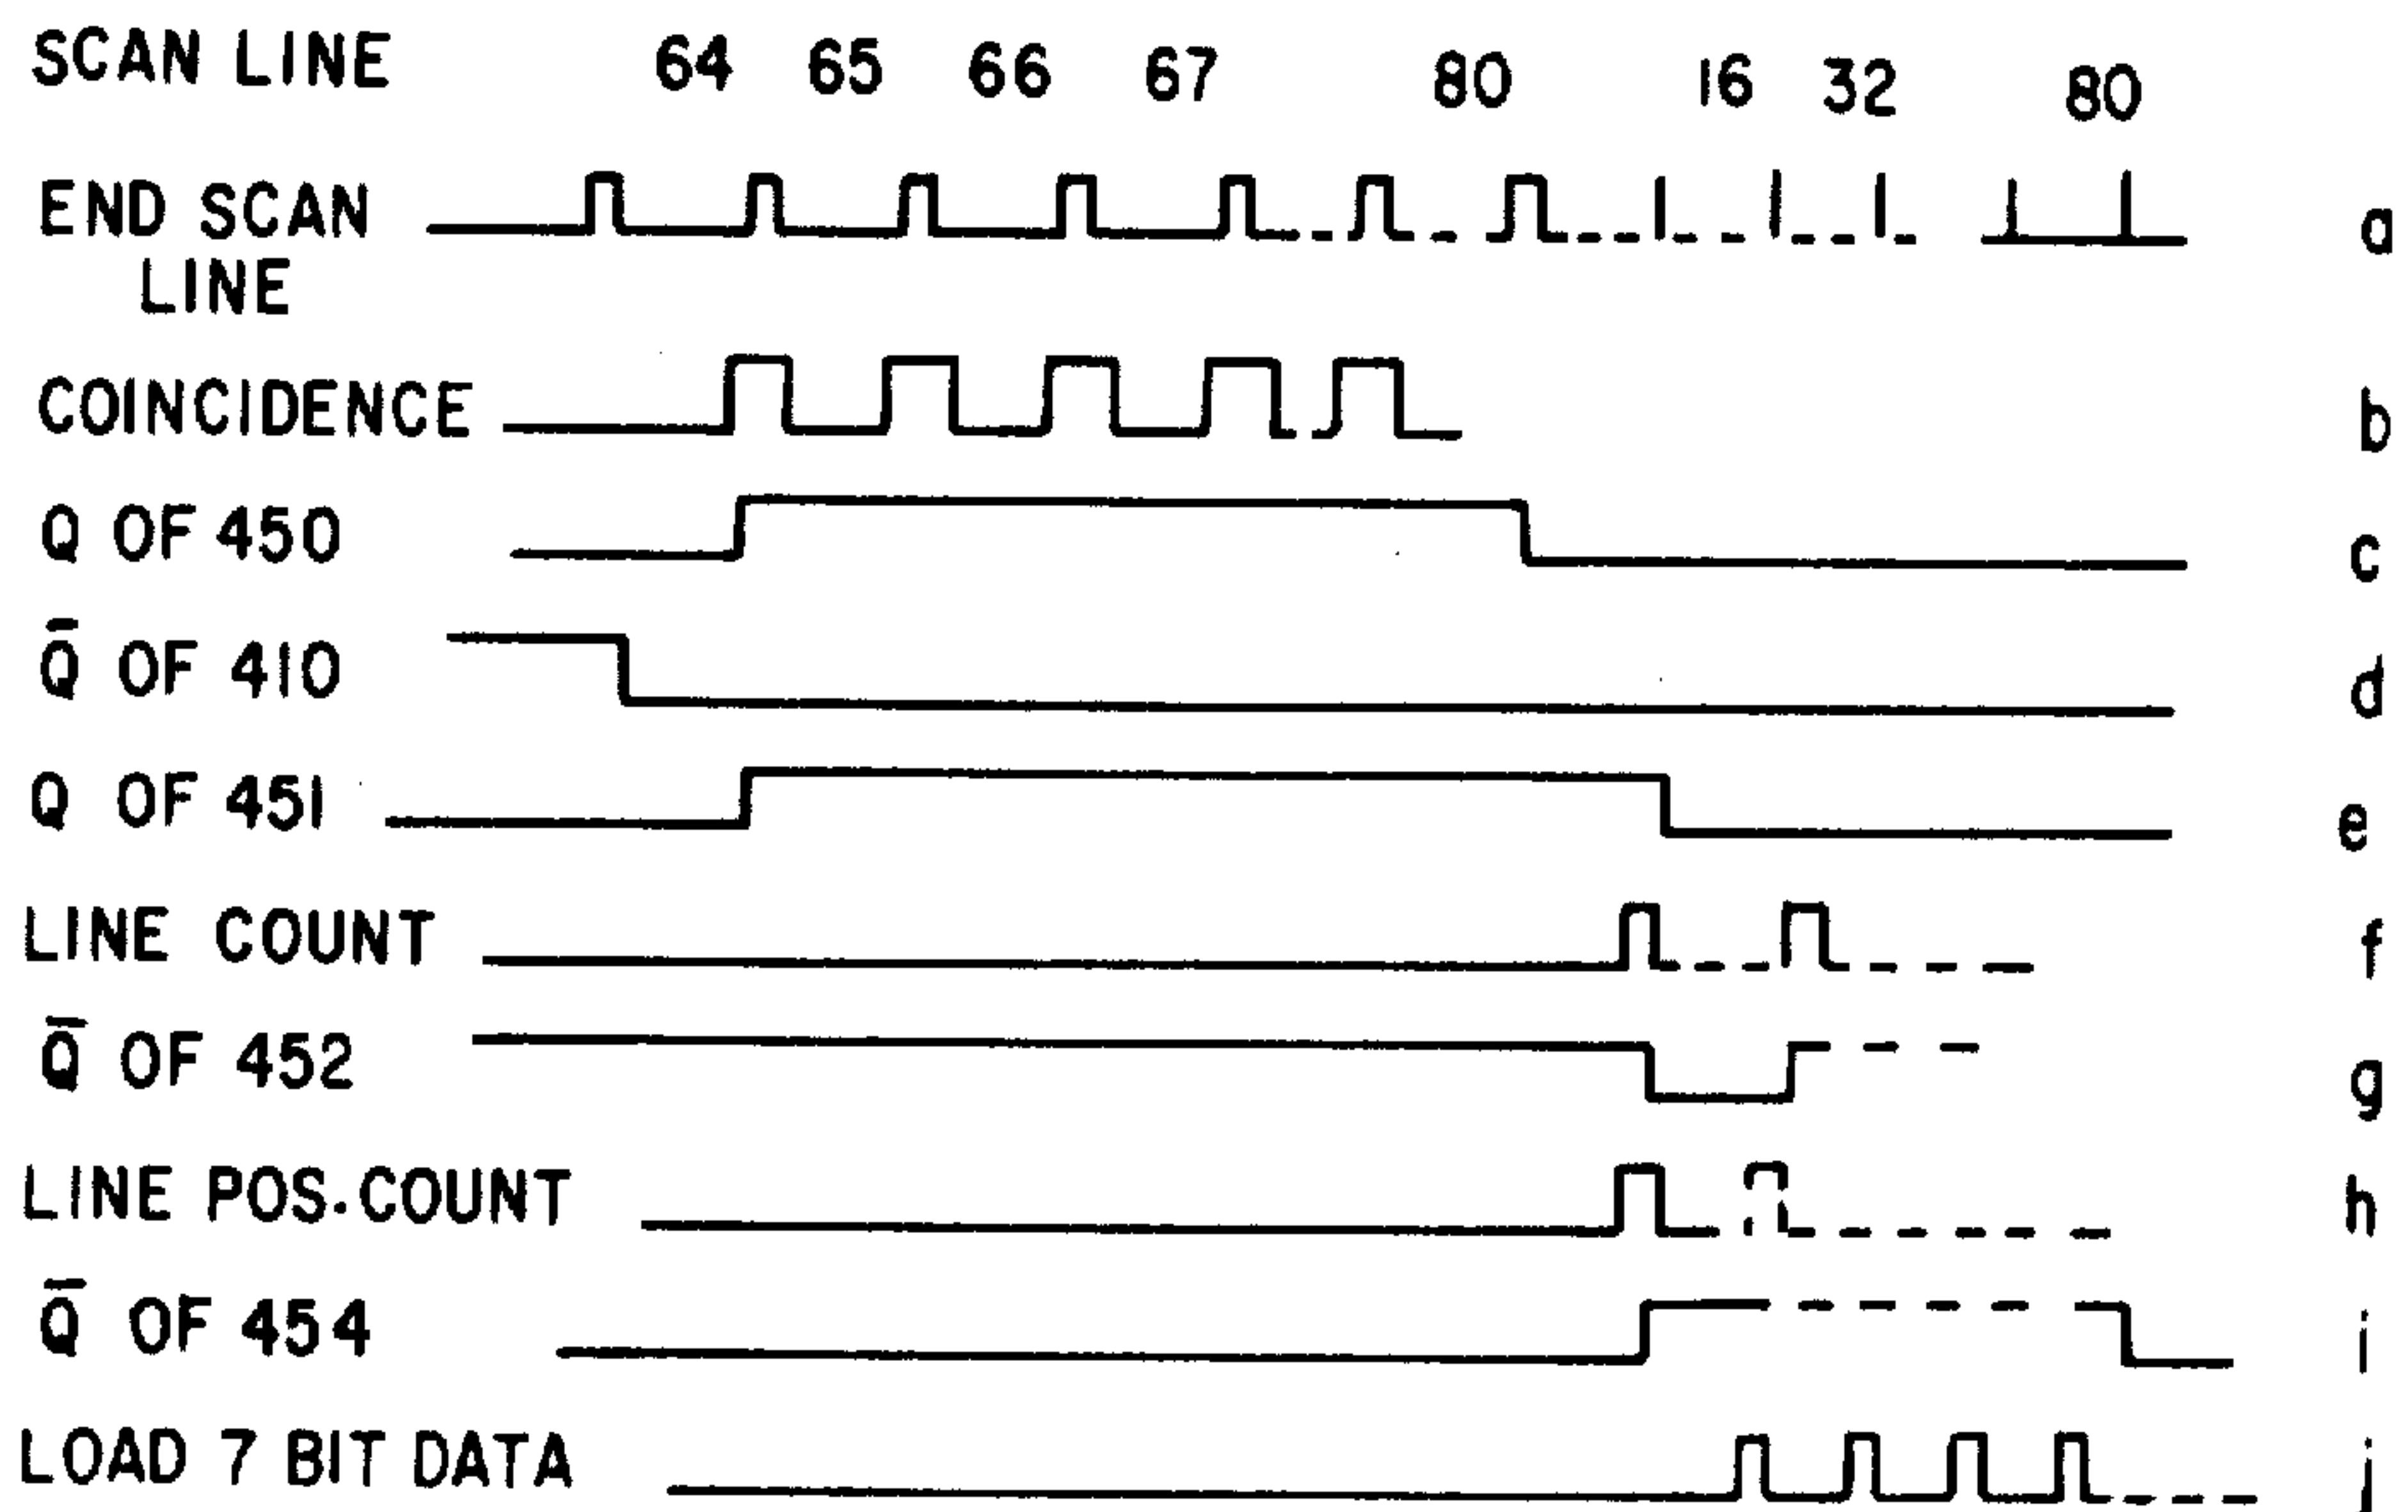 SCAN LINE 64 65 66 67 80 16 32 80
END SCAN a
LINE
COINCIDENCE b
Q OF 450 c
Q̅ OF 410 d
Q OF 451 e
LINE COUNT f
Q̅ OF 452 g
LINE POS. COUNT h
Q̅ OF 454 i
LOAD 7 BIT DATA j